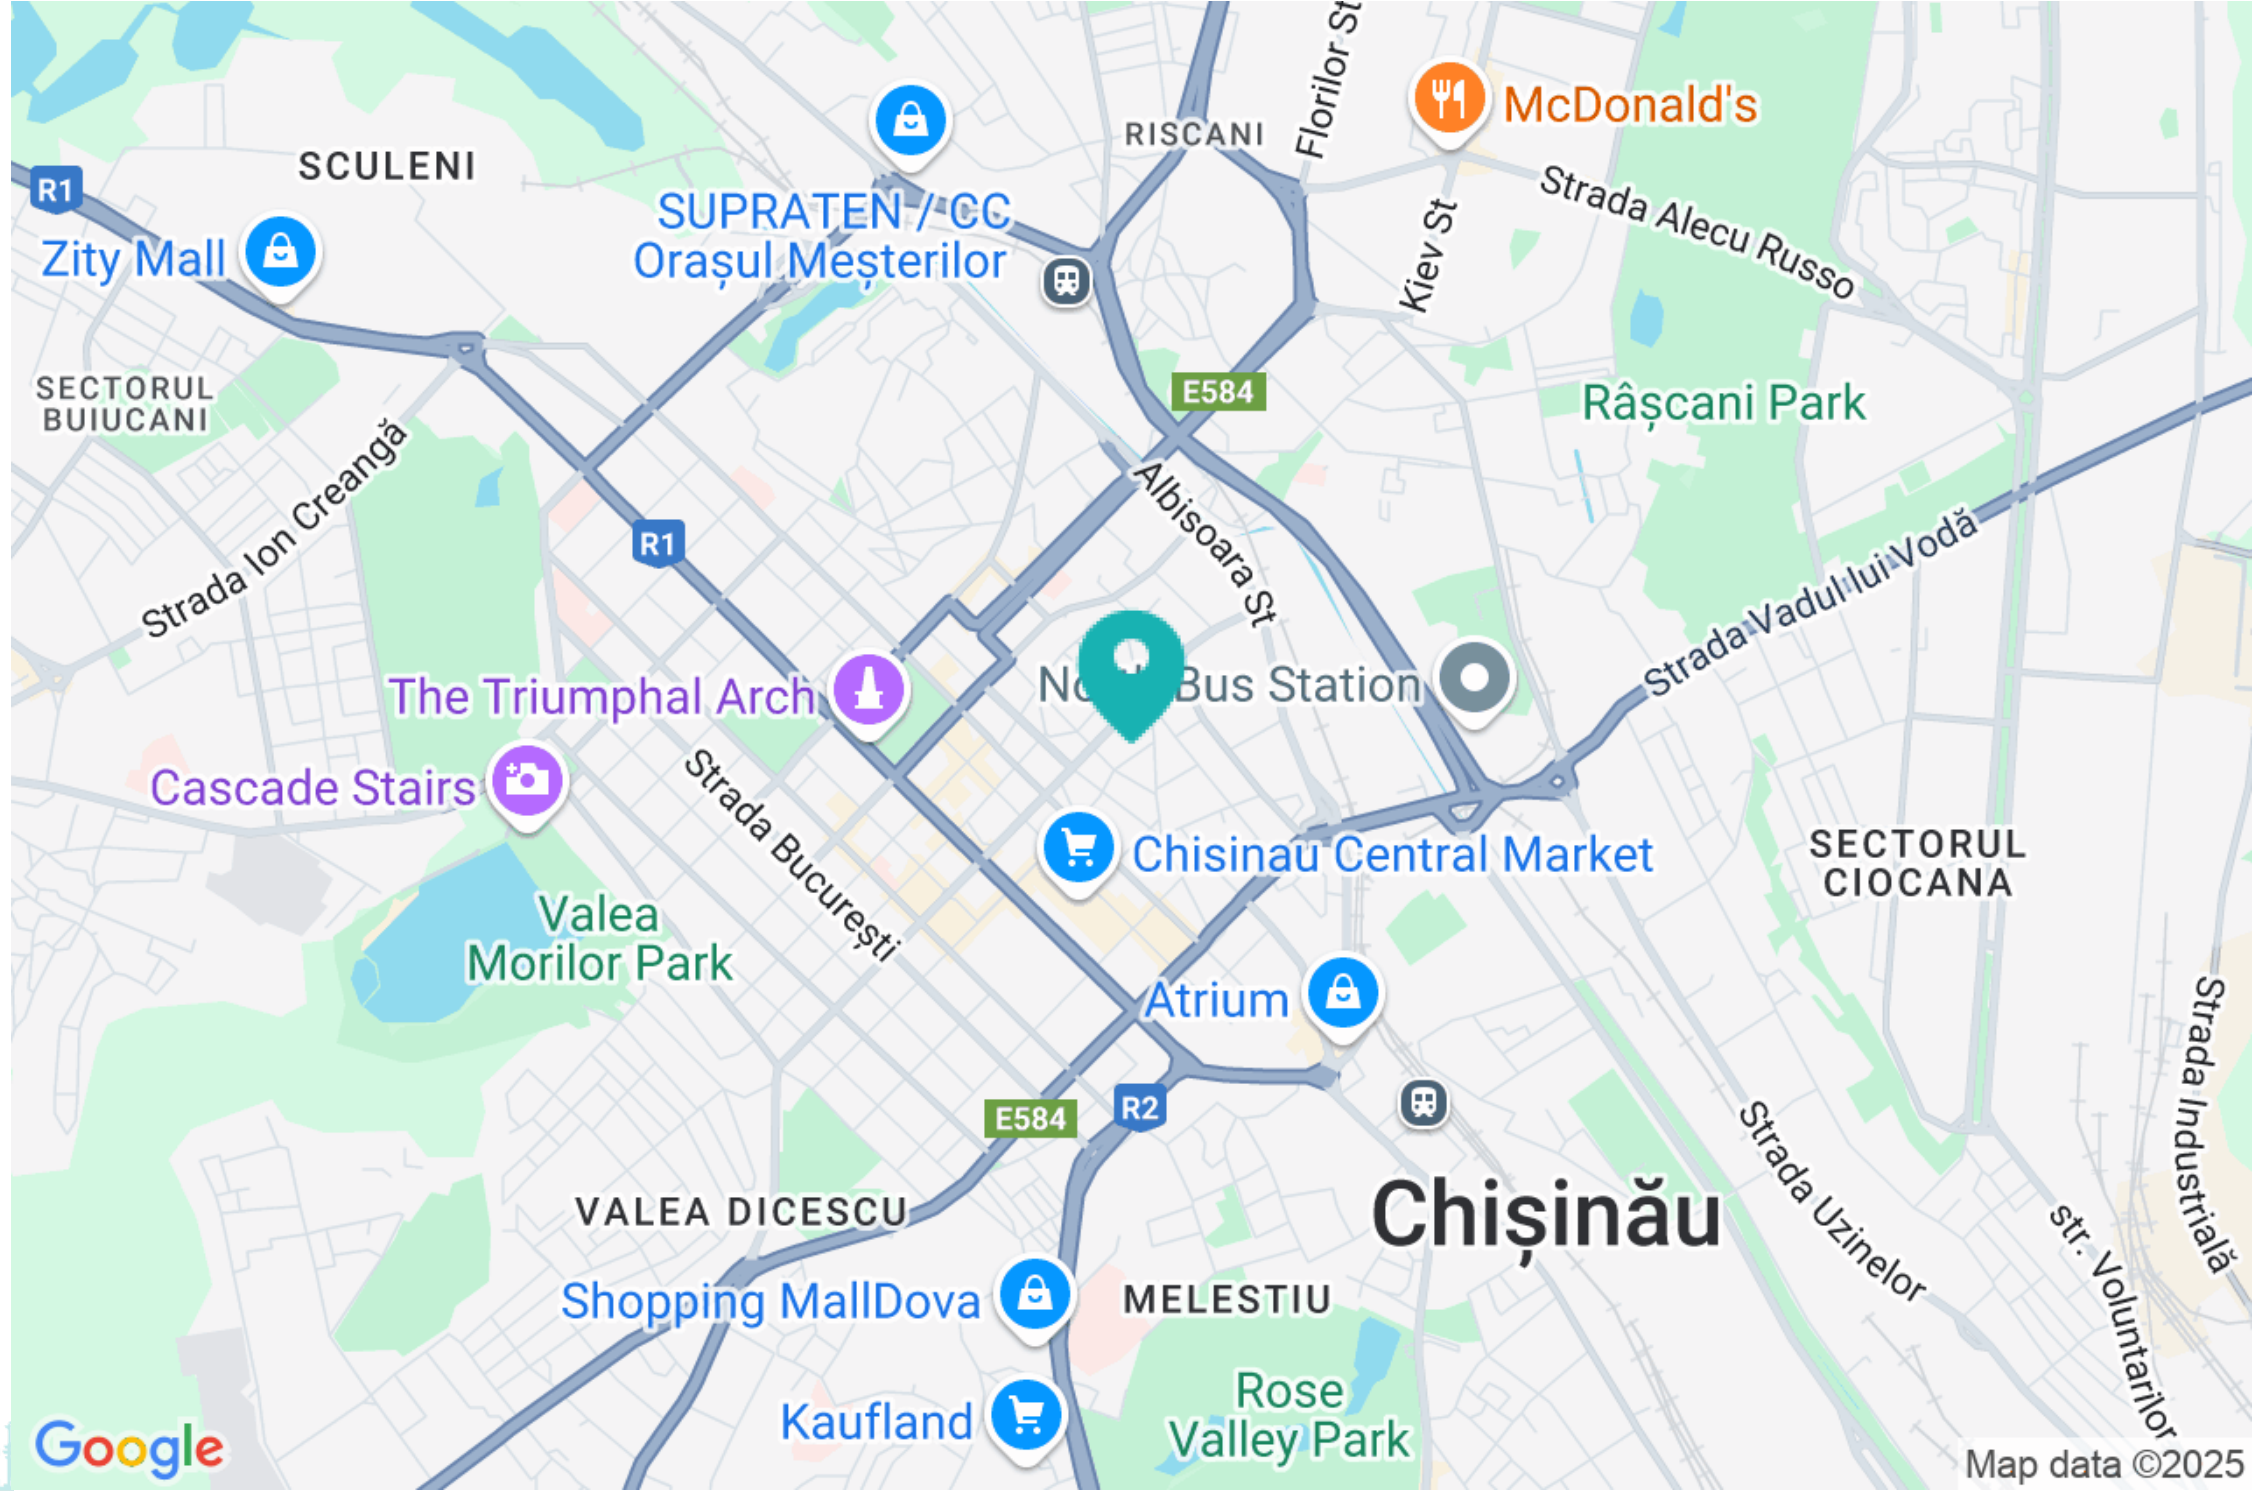 Florilor St
McDonald's
RISCANI
SCULENI
R1
SUPRATEN / CC
Orașul Meșterilor
Zity Mall
Strada Alecu Russo
Kiev St
SECTORUL
BUIUCANI
E584
Râșcani Park
Strada Ion Creangă
R1
Albisoara St
Strada Vadul lui Vodă
Bus Station
The Triumphal Arch
Cascade Stairs
Strada București
Chisinau Central Market
SECTORUL
CIOCANA
Valea
Morilor Park
Atrium
Strada Industrială
E584
R2
Strada Uzinelor
VALEA DICESCU
Chișinău
str. Voluntarilor
Shopping MallDova
MELESTIU
Rose
Valley Park
Kaufland
Google
Map data ©2025